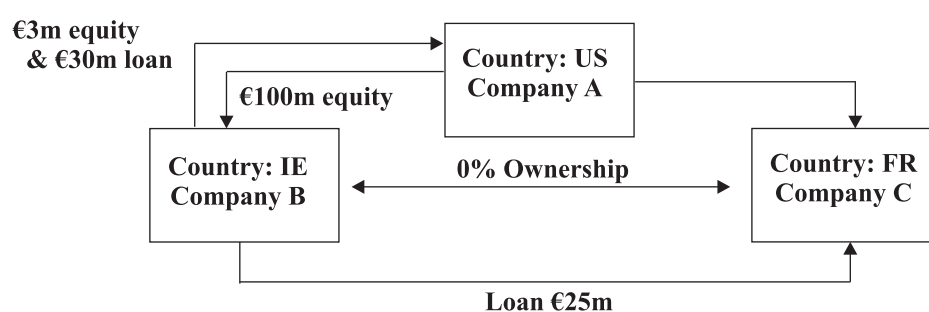 €3m equity
& €30m loan
Country: US
Company A
€100m equity
Country: IE
Company B
0% Ownership
Country: FR
Company C
Loan €25m